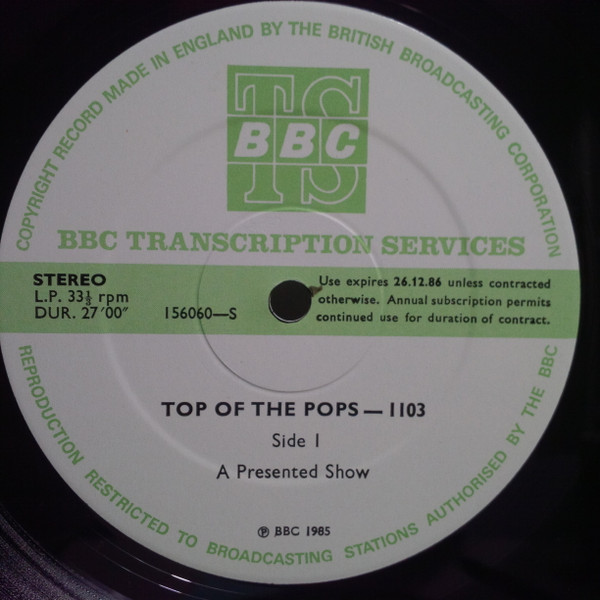 COPYRIGHT RECORD MADE IN ENGLAND BY THE BRITISH BROADCASTING CORPORATION
TS
BBC
BBC TRANSCRIPTION SERVICES
STEREO
L.P. 33⅓ rpm
DUR. 27′00″
156060—S
Use expires 26.12.86 unless contracted
otherwise. Annual subscription permits
continued use for duration of contract.
TOP OF THE POPS — 1103
Side 1
A Presented Show
℗ BBC 1985
REPRODUCTION RESTRICTED TO BROADCASTING STATIONS AUTHORISED BY THE BBC